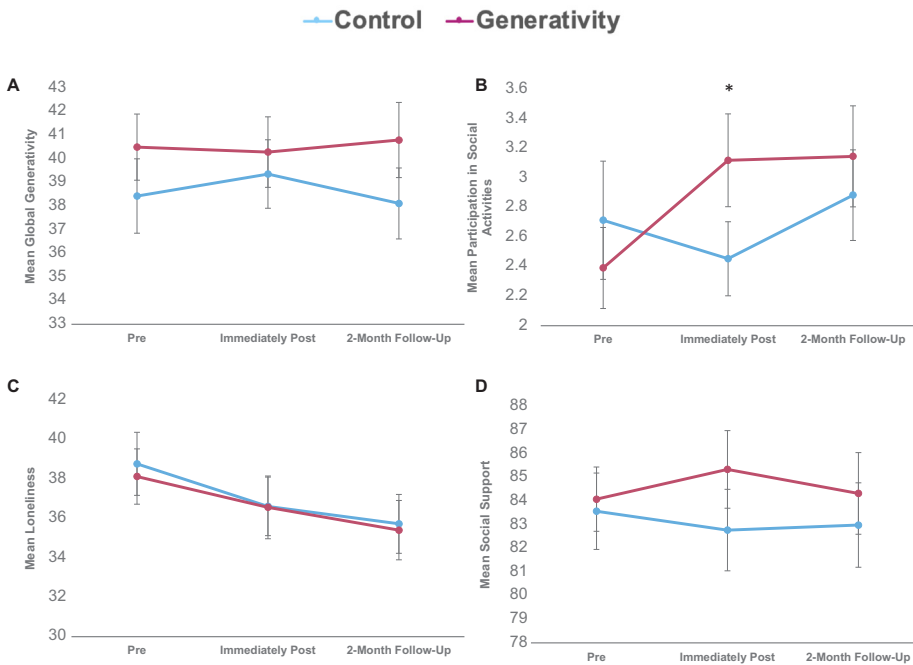 Control Generativity
A
Mean Global Generativity
43
42
41
40
39
38
37
36
35
34
33
Pre Immediately Post 2-Month Follow-Up
B
Mean Participation in Social
Activities
*
3.6
3.4
3.2
3
2.8
2.6
2.4
2.2
2
Pre Immediately Post 2-Month Follow-Up
C
Mean Loneliness
42
40
38
36
34
32
30
Pre Immediately Post 2-Month Follow-Up
D
Mean Social Support
88
87
86
85
84
83
82
81
80
79
78
Pre Immediately Post 2-Month Follow-Up